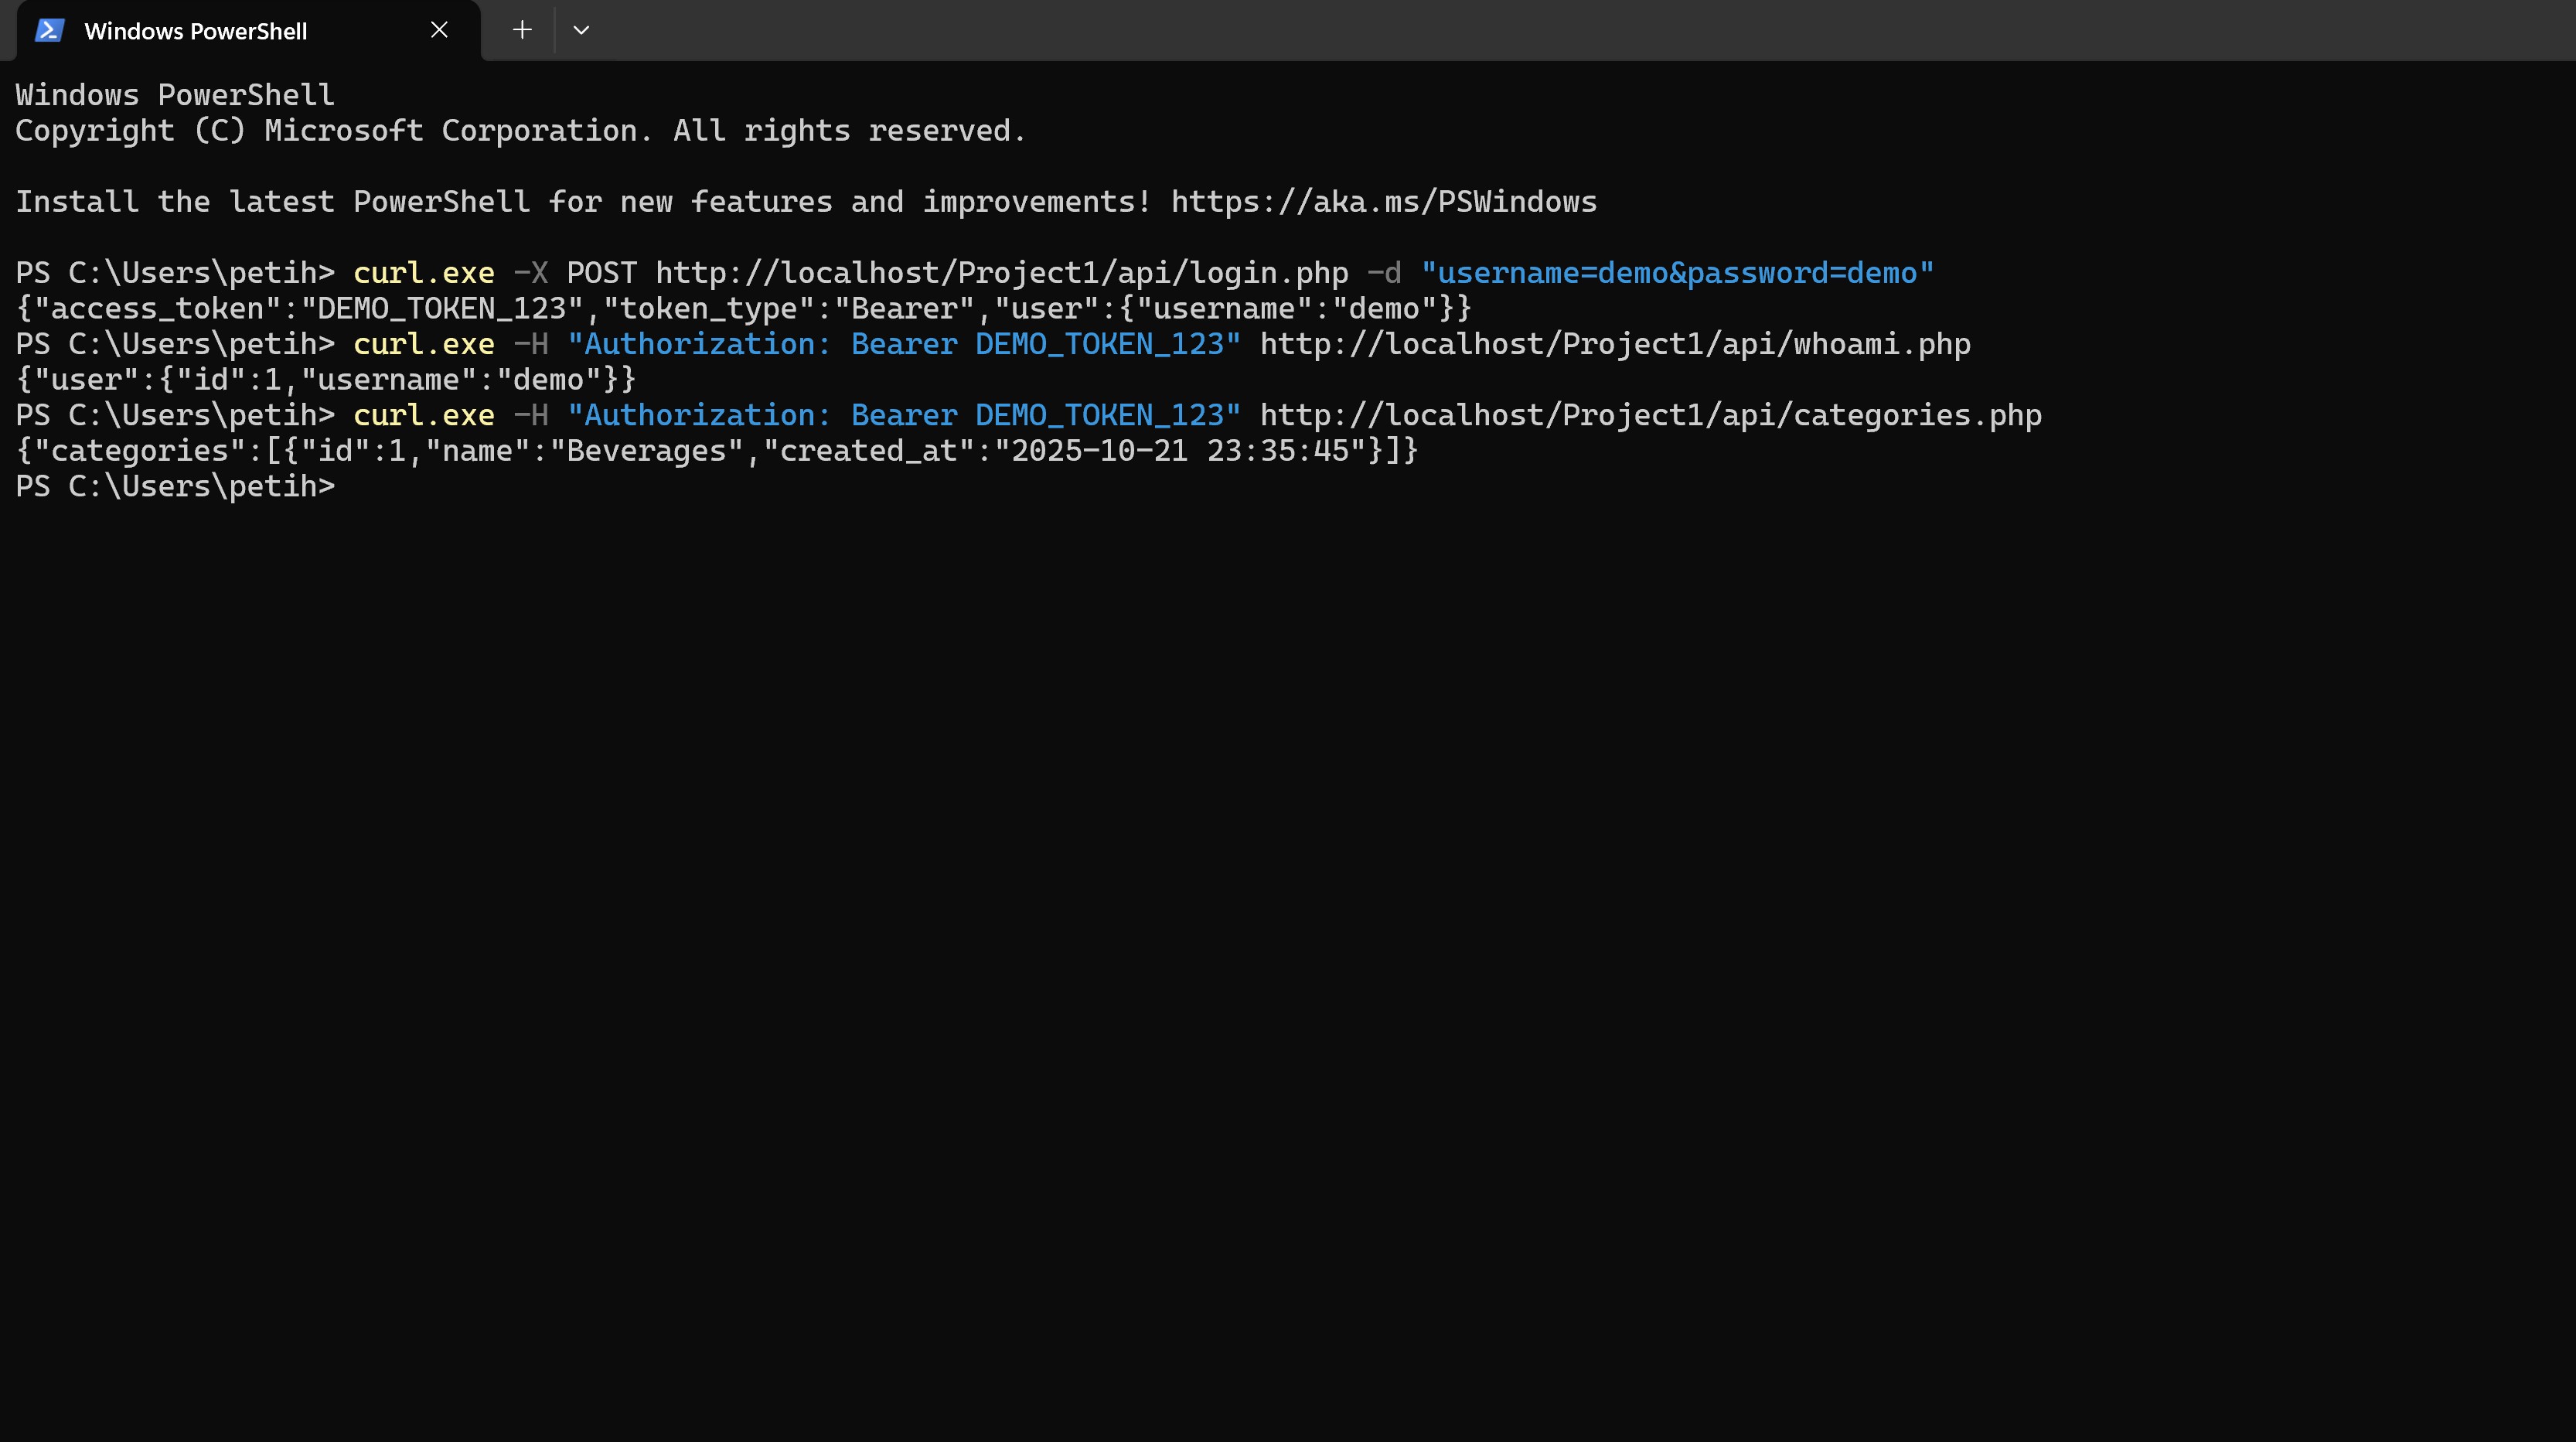 Windows PowerShell
Windows PowerShell
Copyright (C) Microsoft Corporation. All rights reserved.
Install the latest PowerShell for new features and improvements! https://aka.ms/PSWindows
PS C:\Users\petih> curl.exe -X POST http://localhost/Project1/api/login.php -d "username=demo&password=demo"
{"access_token":"DEMO_TOKEN_123","token_type":"Bearer","user":{"username":"demo"}}
PS C:\Users\petih> curl.exe -H "Authorization: Bearer DEMO_TOKEN_123" http://localhost/Project1/api/whoami.php
{"user":{"id":1,"username":"demo"}}
PS C:\Users\petih> curl.exe -H "Authorization: Bearer DEMO_TOKEN_123" http://localhost/Project1/api/categories.php
{"categories":[{"id":1,"name":"Beverages","created_at":"2025-10-21 23:35:45"}]}
PS C:\Users\petih>